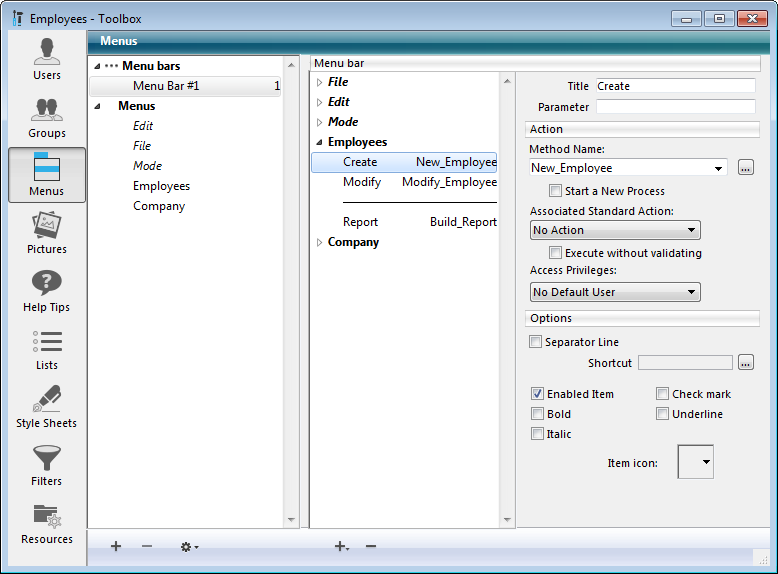 Employees - Toolbox
Users
Groups
Menus
Pictures
Help Tips
Lists
Style Sheets
Filters
Resources
Menus
Menu bars
Menu Bar #1 1
Menus
Edit
File
Mode
Employees
Company
Menu bar
File
Edit
Mode
Employees
Create New_Employee
Modify Modify_Employee
Report Build_Report
Company
Title Create
Parameter
Action
Method Name:
New_Employee ...
Start a New Process
Associated Standard Action:
No Action
Execute without validating
Access Privileges:
No Default User
Options
Separator Line
Shortcut ...
Enabled Item Check mark
Bold Underline
Italic
Item icon: